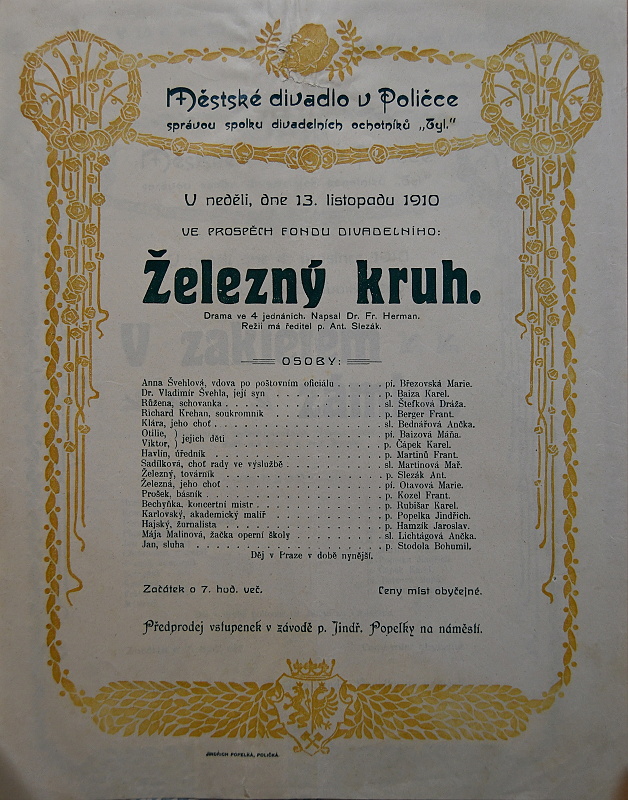 Městské divadlo v Poličce
správou spolku divadelních ochotníků „Tyl."
V neděli, dne 13. listopadu 1910
VE PROSPĚCH FONDU DIVADELNÍHO:
Železný kruh.
Drama ve 4 jednáních. Napsal Dr. Fr. Herman.
Režii má ředitel p. Ant. Slezák.
OSOBY:
Anna Švehlová, vdova po poštovním oficiálu . . . . . pí. Březovská Marie.
Dr. Vladimír Švehla, její syn . . . . . . . . . . . p. Baiza Karel.
Růžena, schovanka . . . . . . . . . . . . . . . sl. Štefková Dráža.
Richard Krehan, soukromník . . . . . . . . . . . p. Berger Frant.
Klára, jeho choť . . . . . . . . . . . . . . . . sl. Bednářová Ančka.
Otilie, } jejich děti . . . . . . . . . . . . . . pí. Baizová Máňa.
Viktor, } . . . . . . . . . . . . . . p. Čápek Karel.
Havlín, úředník . . . . . . . . . . . . . . . . p. Martinů Frant.
Sadílková, choť rady ve výslužbě . . . . . . . . . sl. Martinová Mař.
Železný, továrník . . . . . . . . . . . . . . . p. Slezák Ant.
Železná, jeho choť . . . . . . . . . . . . . . . pí. Otavová Marie.
Prošek, básník . . . . . . . . . . . . . . . . . p. Kozel Frant.
Bechyňka, koncertní mistr . . . . . . . . . . . . p. Rubišar Karel.
Karlovský, akademický malíř . . . . . . . . . . . p. Popelka Jindřich.
Hajský, žurnalista . . . . . . . . . . . . . . . p. Hamzík Jaroslav.
Mája Malinová, žačka operní školy . . . . . . . . sl. Lichtágová Ančka.
Jan, sluha . . . . . . . . . . . . . . . . . . p. Stodola Bohumil.
Děj v Praze v době nynější.
Začátek o 7. hod. več. Ceny míst obyčejné.
Předprodej vstupenek v závodě p. Jindř. Popelky na náměstí.
JINDŘICH POPELKA, POLIČKA.